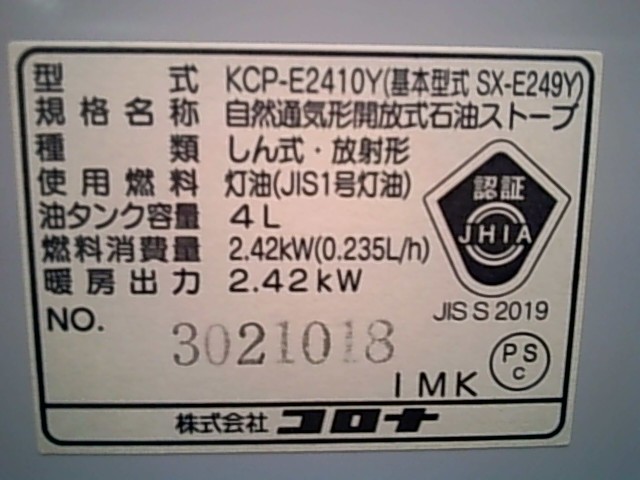 型式 KCP-E2410Y(基本型式 SX-E249Y)
規格名称 自然通気形開放式石油ストーブ
種類 しん式・放射形
使用燃料 灯油(JIS1号灯油)
油タンク容量 4L
燃料消費量 2.42kW(0.235L/h)
暖房出力 2.42kW
認証
JHIA
JIS S 2019
NO. 3021018
PS
C
IMK
株式会社 コロナ